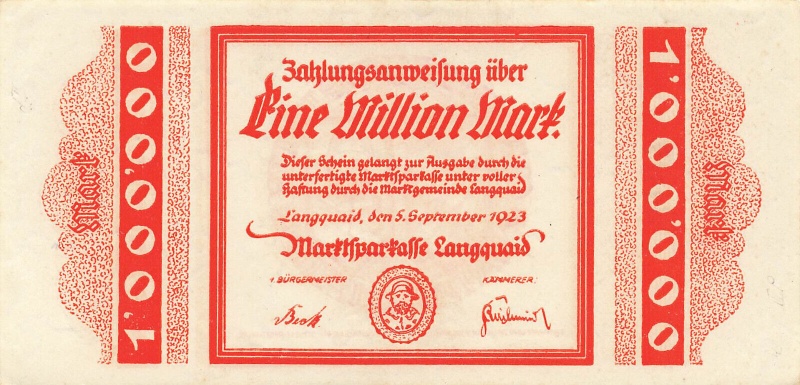 Mark
1'000'000
Zahlungsanweisung über
Eine Million Mark.
Dieser Schein gelangt zur Ausgabe durch die
unterfertigte Marktsparkasse unter voller
Haftung durch die Marktgemeinde Langquaid
Langquaid, den 5. September 1923
Marktsparkasse Langquaid
1. BÜRGERMEISTER
KÄMMERER:
Beck
1'000'000
Mark